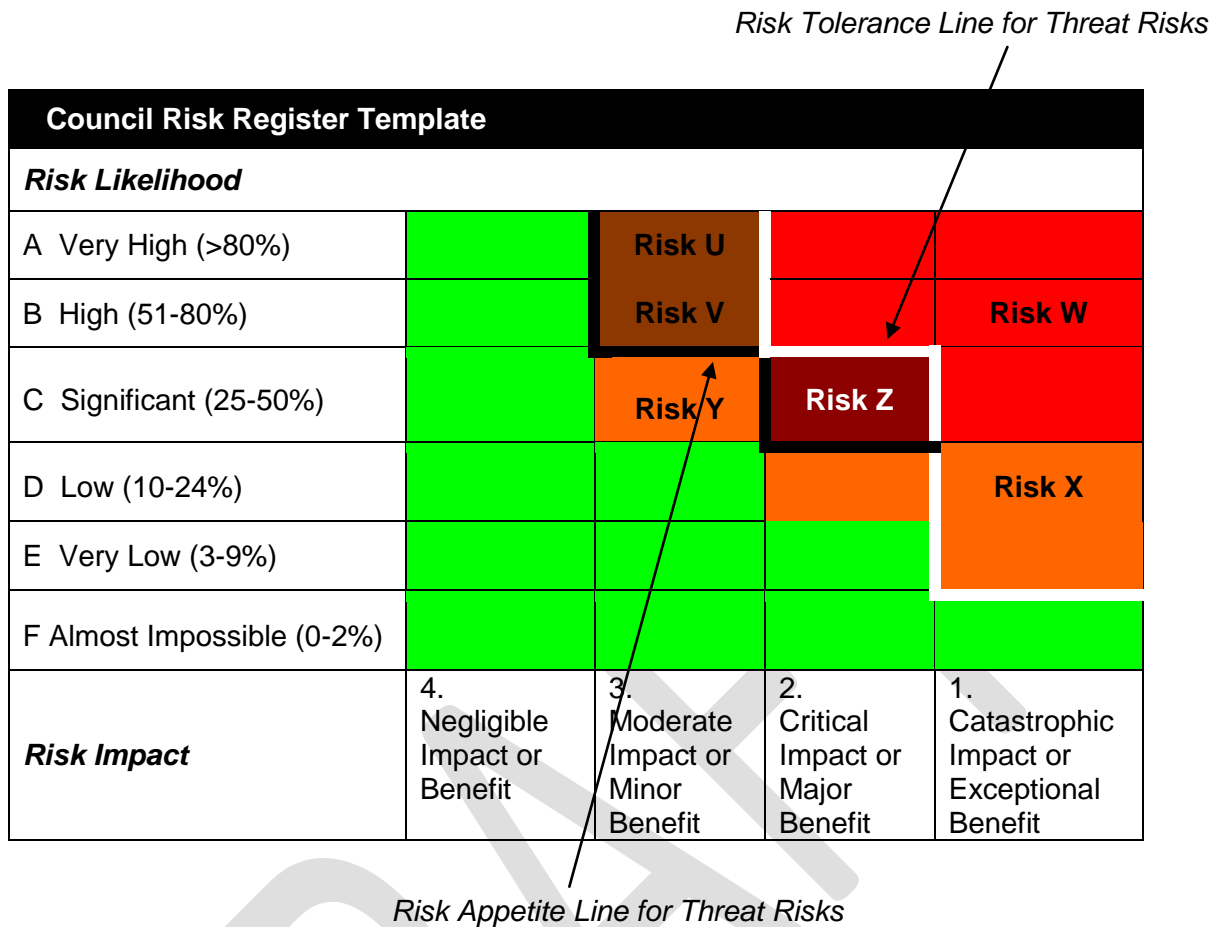 Risk Tolerance Line for Threat Risks
Council Risk Register Template
Risk Likelihood
A Very High (>80%)
Risk U
B High (51-80%)
Risk V
Risk W
C Significant (25-50%)
Risk Y
Risk Z
D Low (10-24%)
Risk X
E Very Low (3-9%)
F Almost Impossible (0-2%)
Risk Impact
4.
Negligible
Impact or
Benefit
3.
Moderate
Impact or
Minor
Benefit
2.
Critical
Impact or
Major
Benefit
1.
Catastrophic
Impact or
Exceptional
Benefit
Risk Appetite Line for Threat Risks